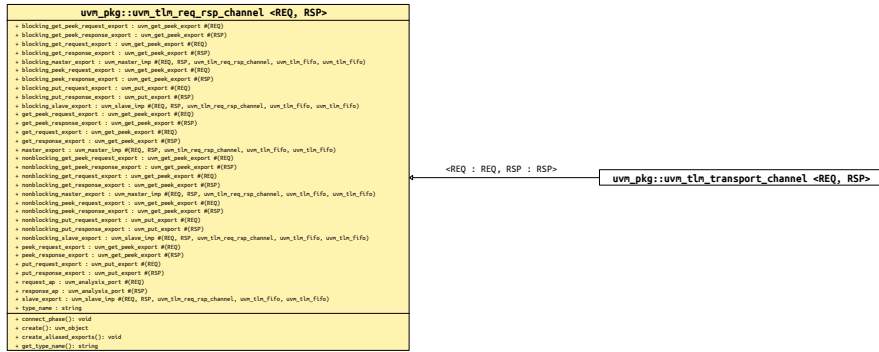 uvm_pkg::uvm_tlm_req_rsp_channel <REQ, RSP>
+ blocking_get_peek_request_export : uvm_get_peek_export #(REQ)
+ blocking_get_peek_response_export : uvm_get_peek_export #(RSP)
+ blocking_get_request_export : uvm_get_peek_export #(REQ)
+ blocking_get_response_export : uvm_get_peek_export #(RSP)
+ blocking_master_export : uvm_master_imp #(REQ, RSP, uvm_tlm_req_rsp_channel, uvm_tlm_fifo, uvm_tlm_fifo)
+ blocking_peek_request_export : uvm_get_peek_export #(REQ)
+ blocking_peek_response_export : uvm_get_peek_export #(RSP)
+ blocking_put_request_export : uvm_put_export #(REQ)
+ blocking_put_response_export : uvm_put_export #(RSP)
+ blocking_slave_export : uvm_slave_imp #(REQ, RSP, uvm_tlm_req_rsp_channel, uvm_tlm_fifo, uvm_tlm_fifo)
+ get_peek_request_export : uvm_get_peek_export #(REQ)
+ get_peek_response_export : uvm_get_peek_export #(RSP)
+ get_request_export : uvm_get_peek_export #(REQ)
+ get_response_export : uvm_get_peek_export #(RSP)
+ master_export : uvm_master_imp #(REQ, RSP, uvm_tlm_req_rsp_channel, uvm_tlm_fifo, uvm_tlm_fifo)
+ nonblocking_get_peek_request_export : uvm_get_peek_export #(REQ)
+ nonblocking_get_peek_response_export : uvm_get_peek_export #(RSP)
+ nonblocking_get_request_export : uvm_get_peek_export #(REQ)
+ nonblocking_get_response_export : uvm_get_peek_export #(RSP)
+ nonblocking_master_export : uvm_master_imp #(REQ, RSP, uvm_tlm_req_rsp_channel, uvm_tlm_fifo, uvm_tlm_fifo)
+ nonblocking_peek_request_export : uvm_get_peek_export #(REQ)
+ nonblocking_peek_response_export : uvm_get_peek_export #(RSP)
+ nonblocking_put_request_export : uvm_put_export #(REQ)
+ nonblocking_put_response_export : uvm_put_export #(RSP)
+ nonblocking_slave_export : uvm_slave_imp #(REQ, RSP, uvm_tlm_req_rsp_channel, uvm_tlm_fifo, uvm_tlm_fifo)
+ peek_request_export : uvm_get_peek_export #(REQ)
+ peek_response_export : uvm_get_peek_export #(RSP)
+ put_request_export : uvm_put_export #(REQ)
+ put_response_export : uvm_put_export #(RSP)
+ request_ap : uvm_analysis_port #(REQ)
+ response_ap : uvm_analysis_port #(RSP)
+ slave_export : uvm_slave_imp #(REQ, RSP, uvm_tlm_req_rsp_channel, uvm_tlm_fifo, uvm_tlm_fifo)
+ type_name : string
+ connect_phase(): void
+ create(): uvm_object
+ create_aliased_exports(): void
+ get_type_name(): string
<REQ : REQ, RSP : RSP>
uvm_pkg::uvm_tlm_transport_channel <REQ, RSP>